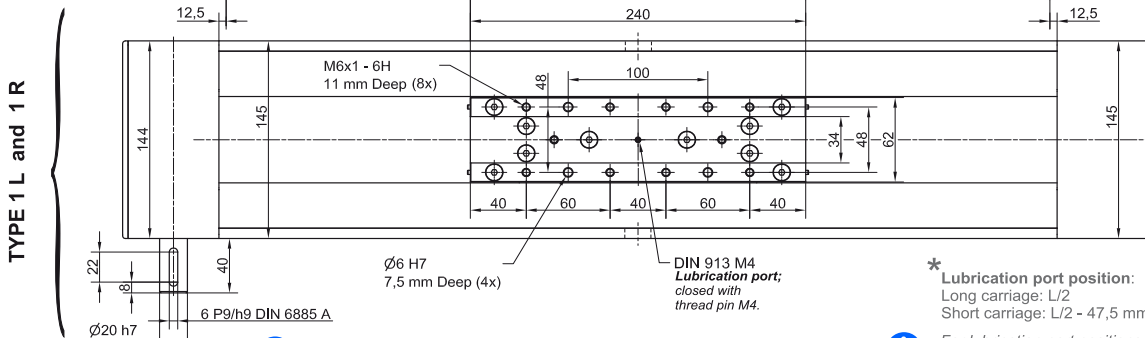 12,5
240
12,5
M6x1 - 6H
11 mm Deep (8x)
48
100
TYPE 1 L and 1 R
144
145
34
48
62
145
40
60
40
60
40
22
8
40
Ø6 H7
7,5 mm Deep (4x)
DIN 913 M4
Lubrication port;
closed with
thread pin M4.
6 P9/h9 DIN 6885 A
Ø20 h7
*
Lubrication port position:
Long carriage: L/2
Short carriage: L/2 - 47,5 mm